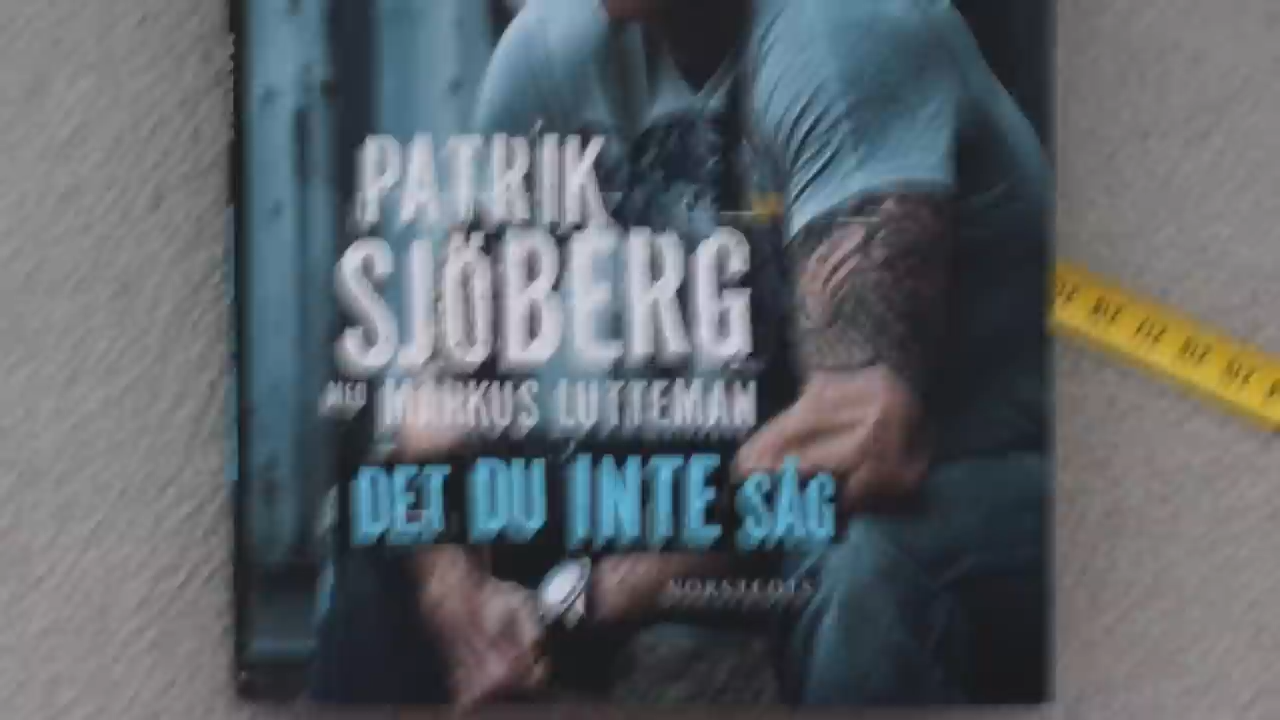 PATRIK
SJÖBERG
MED MARKUS LUTTEMAN
DET DU INTE SÅG
NORSTEDTS